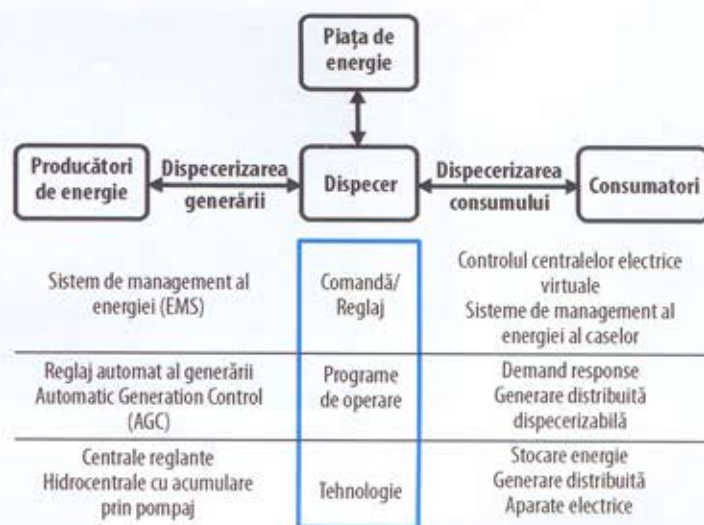 Piața de
energie
Producători
de energie
Dispecerizarea
generării
Dispecer
Dispecerizarea
consumului
Consumatori
Sistem de management al
energiei (EMS)
Comandă/
Reglaj
Controlul centralelor electrice
virtuale
Sisteme de management al
energiei al caselor
Reglaj automat al generării
Automatic Generation Control
(AGC)
Programe
de operare
Demand response
Generare distribuită
dispecerizabilă
Centrale reglante
Hidrocentrale cu acumulare
prin pompaj
Tehnologie
Stocare energie
Generare distribuită
Aparate electrice